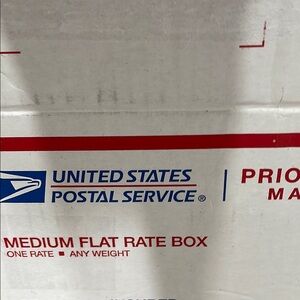 UNITED STATES
POSTAL SERVICE®
PRIO
MA
MEDIUM FLAT RATE BOX
ONE RATE ■ ANY WEIGHT